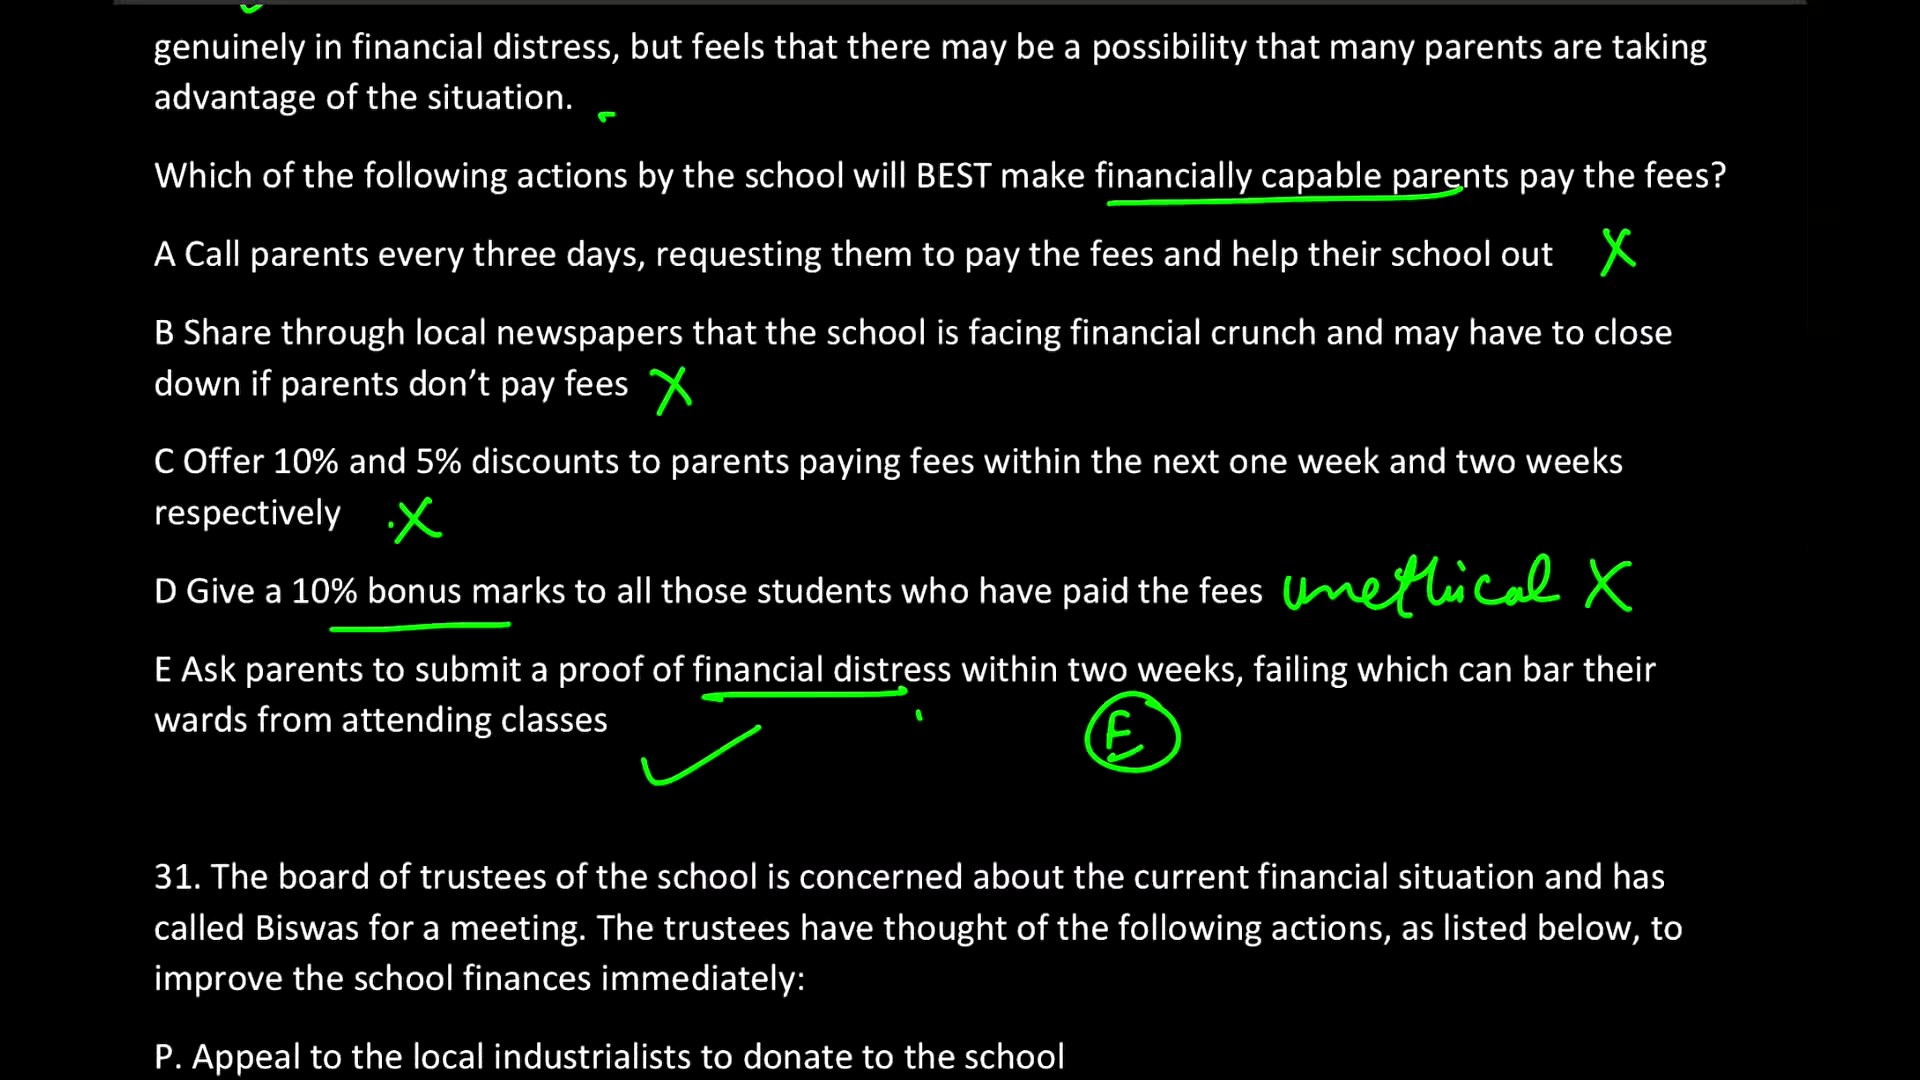 genuinely in financial distress, but feels that there may be a possibility that many parents are taking
advantage of the situation.
Which of the following actions by the school will BEST make financially capable parents pay the fees?
A Call parents every three days, requesting them to pay the fees and help their school out X
B Share through local newspapers that the school is facing financial crunch and may have to close
down if parents don’t pay fees X
C Offer 10% and 5% discounts to parents paying fees within the next one week and two weeks
respectively X
D Give a 10% bonus marks to all those students who have paid the fees unethical X
E Ask parents to submit a proof of financial distress within two weeks, failing which can bar their
wards from attending classes
E
31. The board of trustees of the school is concerned about the current financial situation and has
called Biswas for a meeting. The trustees have thought of the following actions, as listed below, to
improve the school finances immediately:
P. Appeal to the local industrialists to donate to the school